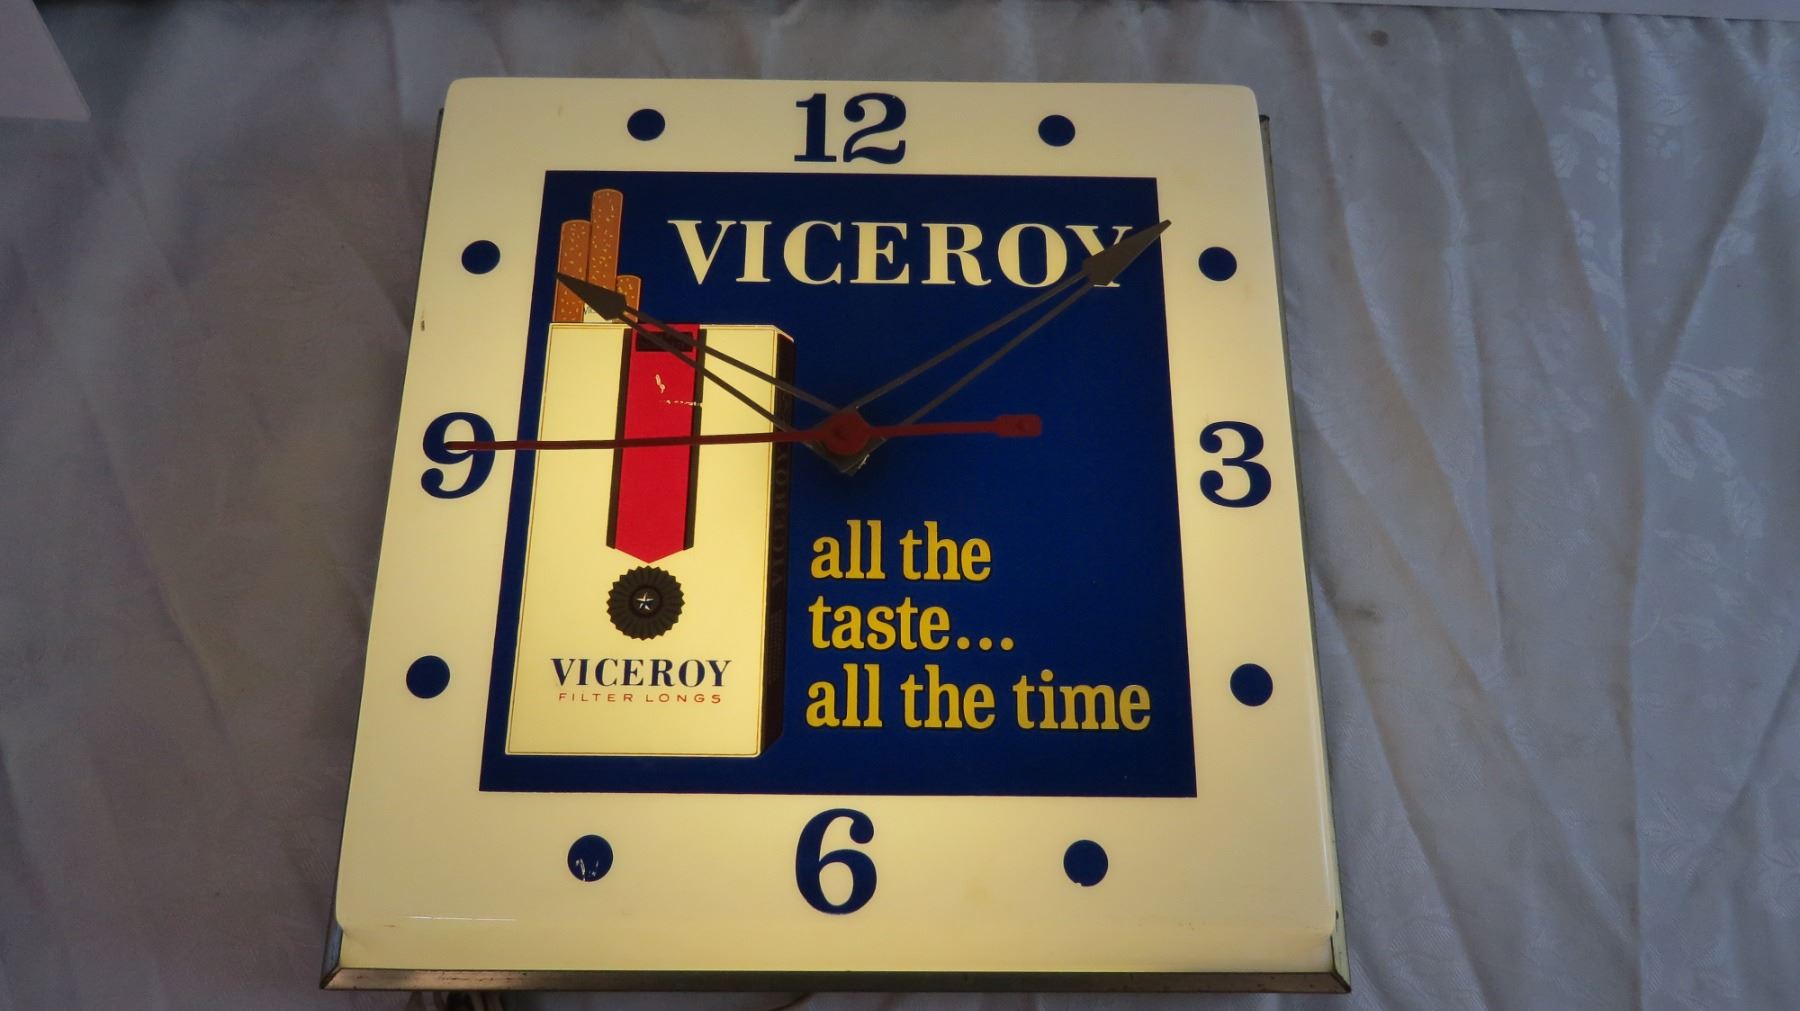 12
VICEROY
9
3
all the
taste...
all the time
VICEROY
FILTER LONGS
6